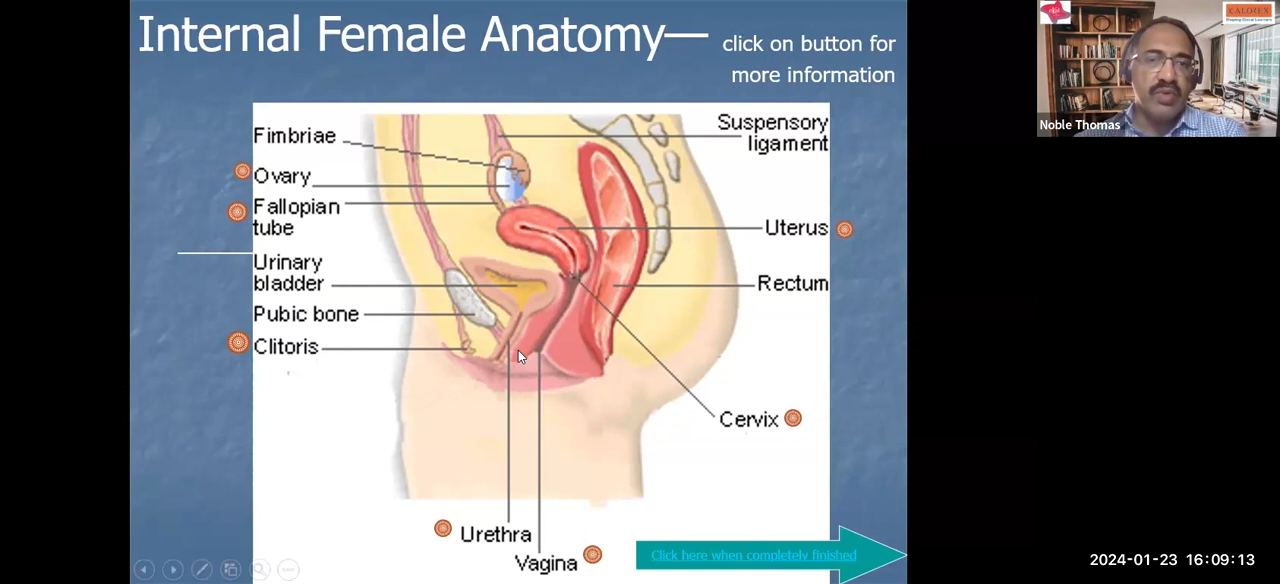 Internal Female Anatomy—
click on button for
more information
Fimbriae
Suspensory
ligament
Ovary
Fallopian
tube
Uterus
Urinary
bladder
Rectum
Pubic bone
Clitoris
Cervix
Urethra
Vagina
Click here when completely finished
CALOREX
Noble Thomas
2024-01-23 16:09:13